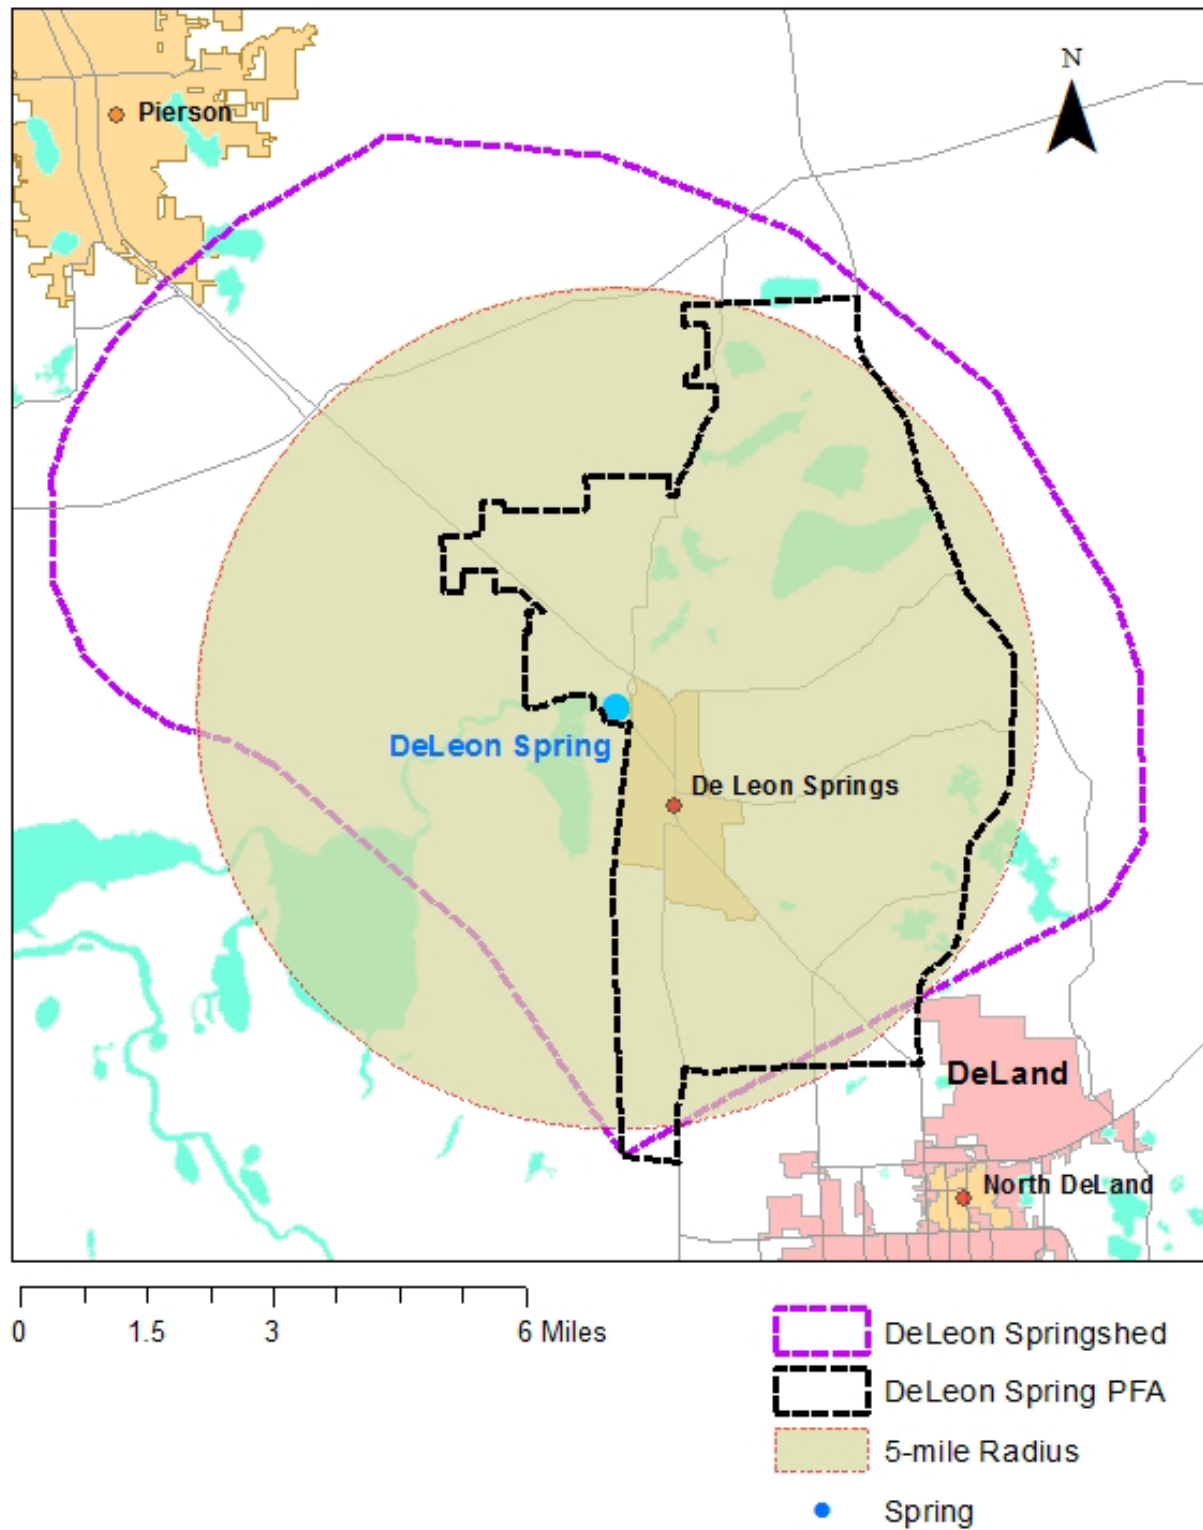 N
Pierson
DeLeon Spring
De Leon Springs
DeLand
North DeLand
0 1.5 3 6 Miles
DeLeon Springshed
DeLeon Spring PFA
5-mile Radius
Spring